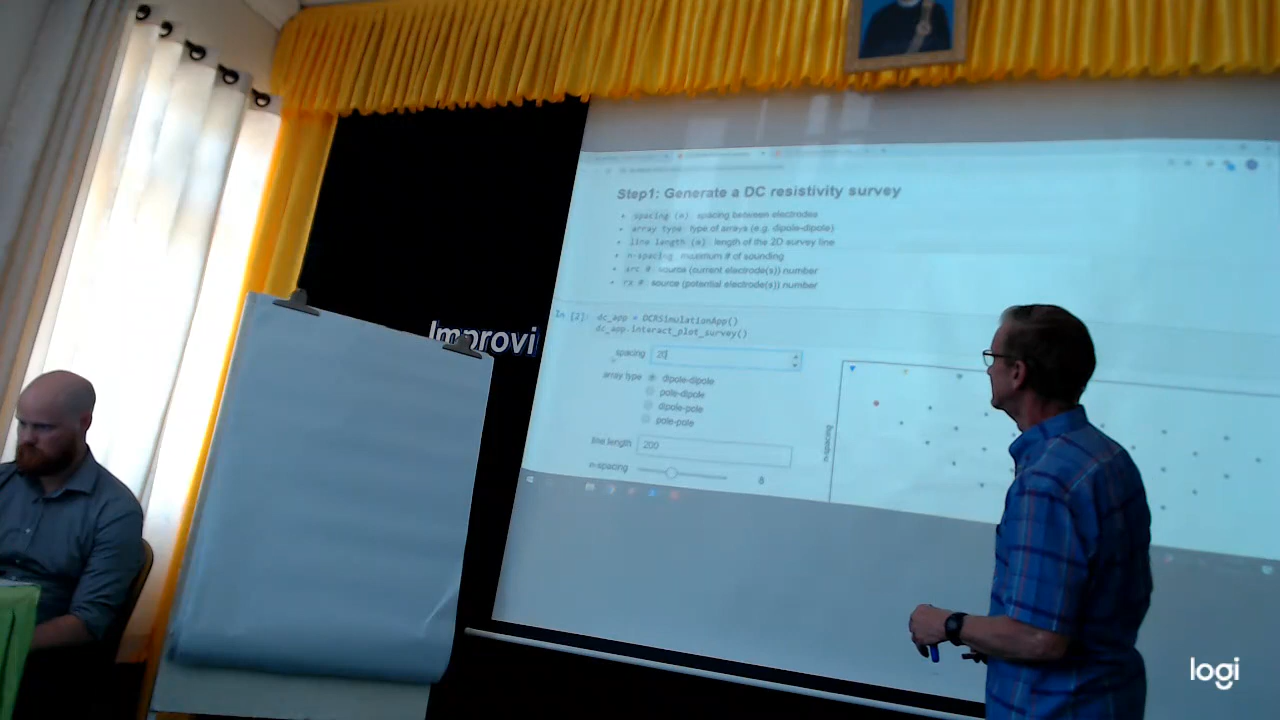 Step1: Generate a DC resistivity survey
• spacing (m) spacing between electrodes
• array type type of arrays (e.g. dipole-dipole)
• line length (m) length of the 2D survey line
• n-spacing maximum # of sounding
• src # source (current electrode(s)) number
• rx # source (potential electrode(s)) number
In [2]: dc_app = DCRSimulationApp()
dc_app.interact_plot_survey()
spacing 20
array type dipole-dipole
pole-dipole
dipole-pole
pole-pole
line length 200
n-spacing 8
Improvi
logi